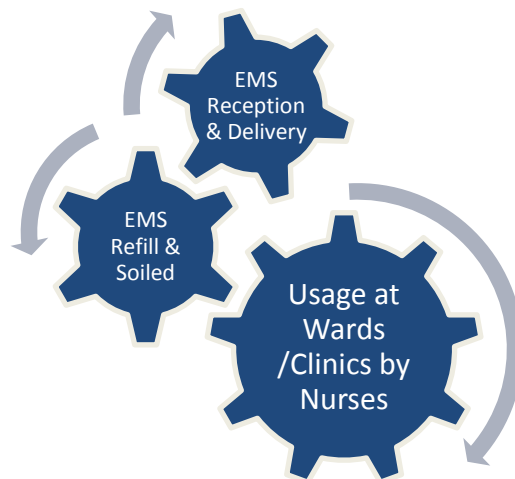 EMS
Reception
& Delivery
EMS
Refill &
Soiled
Usage at
Wards
/Clinics by
Nurses